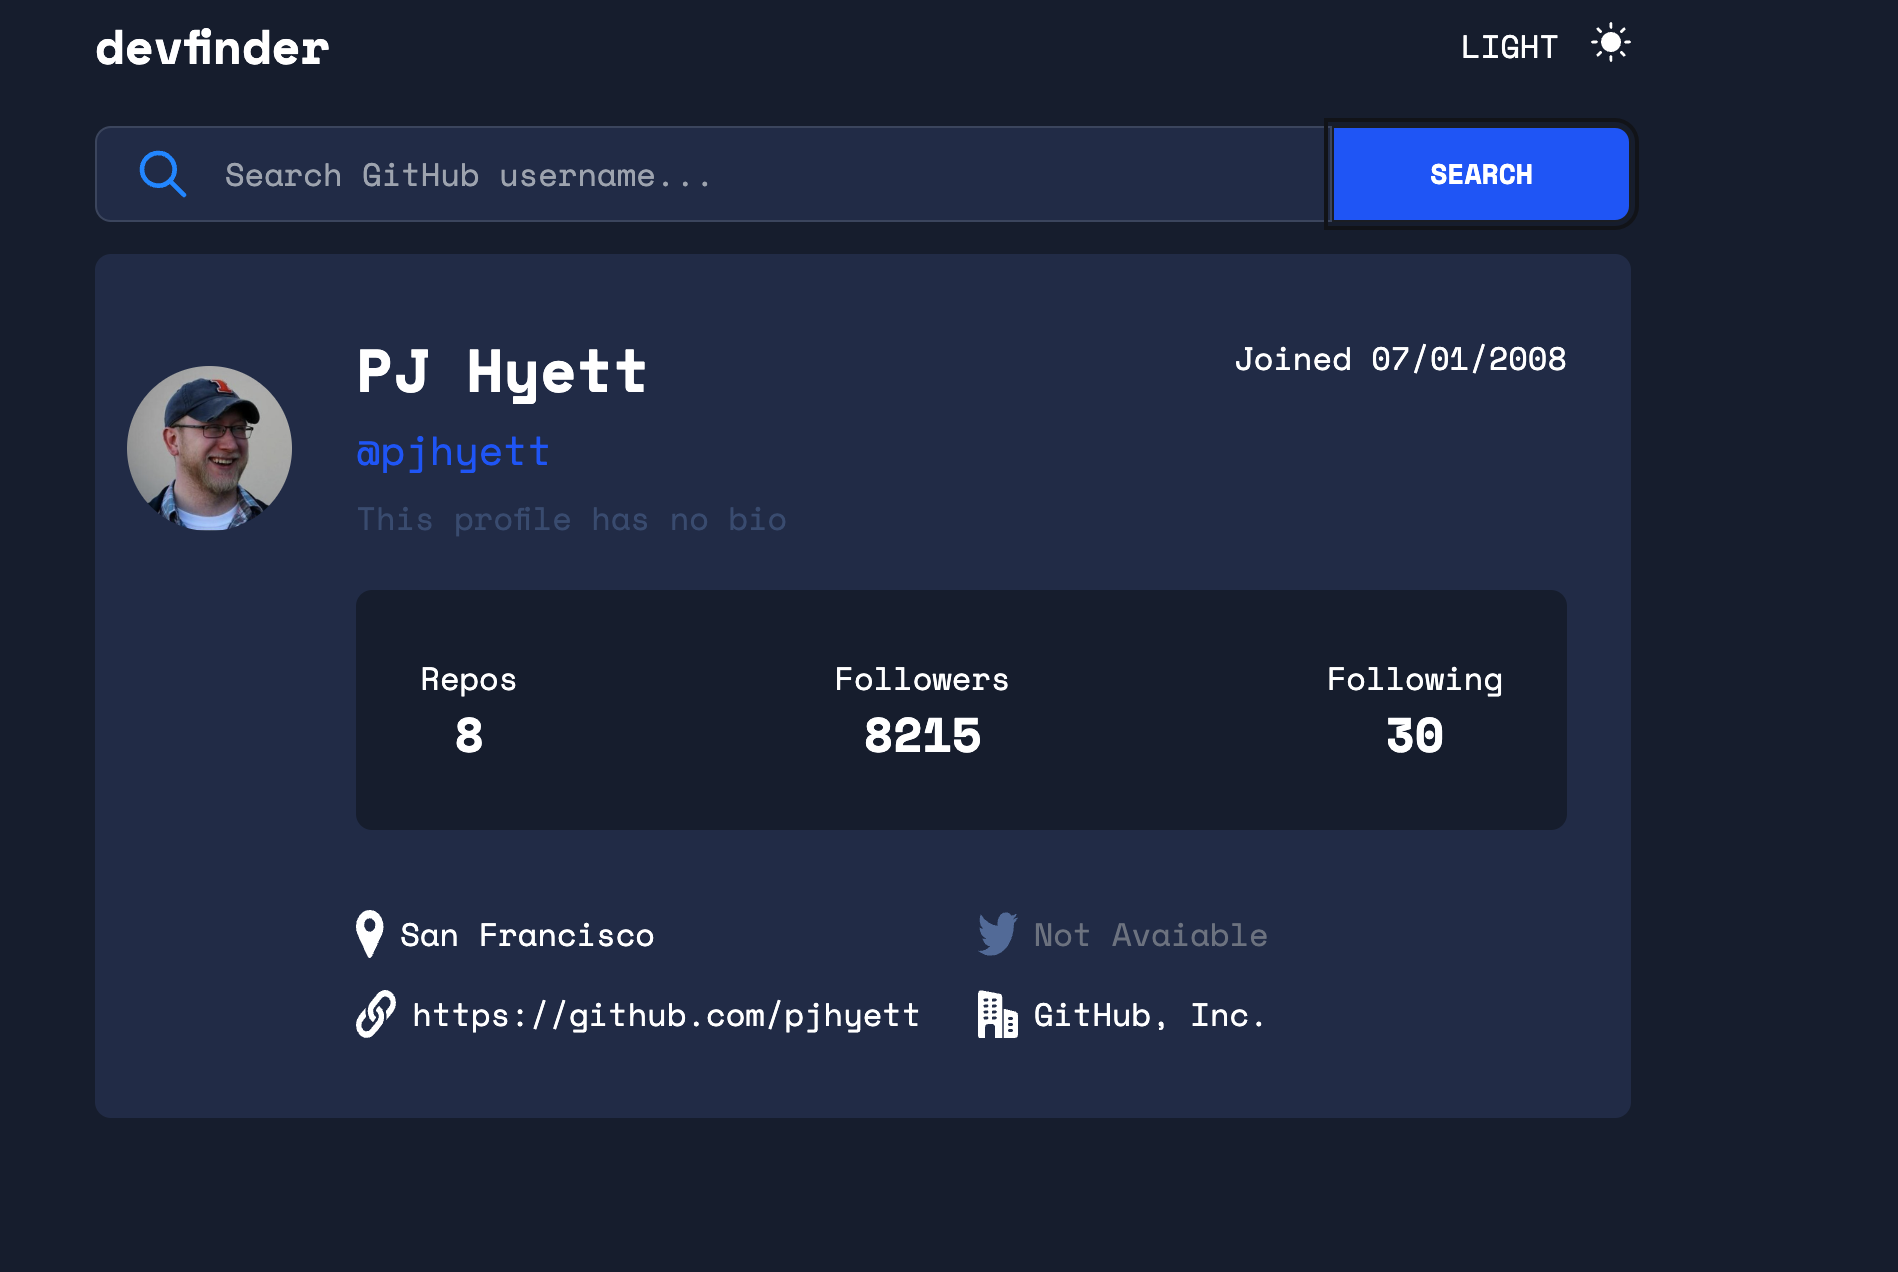 devfinder
LIGHT
Search GitHub username...
SEARCH
PJ Hyett
Joined 07/01/2008
@pjhyett
This profile has no bio
Repos
Followers
Following
8
8215
30
San Francisco
Not Avaiable
https://github.com/pjhyett
GitHub, Inc.